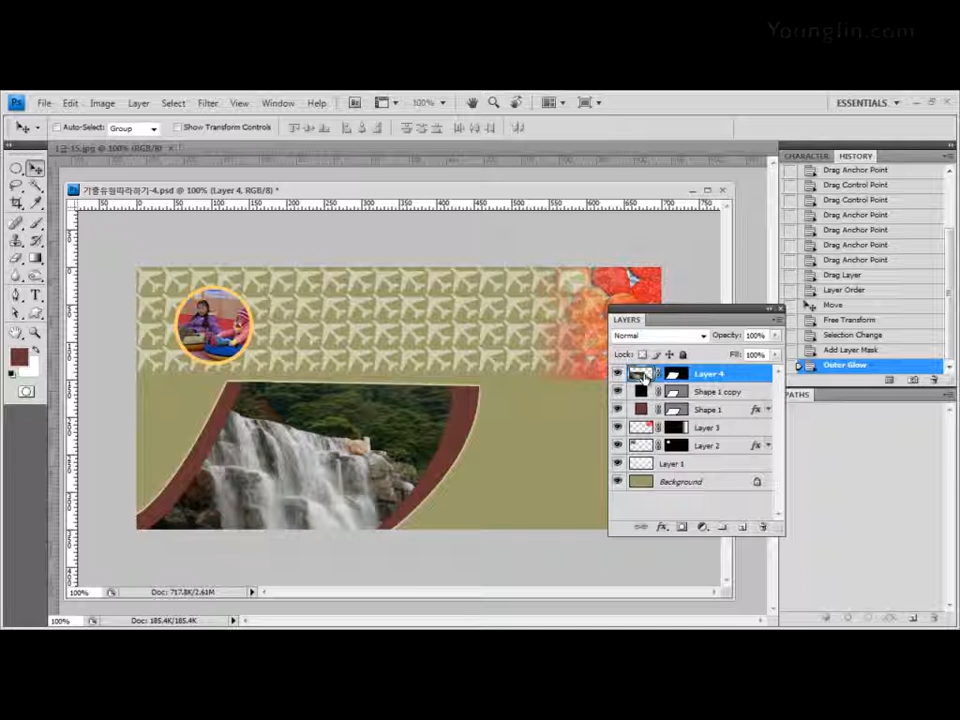 Younglin.com
Ps File Edit Image Layer Select Filter View Window Help Br 100% ESSENTIALS
Auto-Select: Group Show Transform Controls
CHARACTER HISTORY
기출유형따라하기-4.psd @ 100% (Layer 4, RGB/8) *
Drag Anchor Point
Drag Control Point
Drag Control Point
Drag Anchor Point
Drag Anchor Point
Drag Anchor Point
Drag Anchor Point
Drag Layer
Layer Order
Move
Free Transform
Selection Change
Add Layer Mask
Outer Glow
LAYERS
Normal Opacity: 100%
Lock: Fill: 100%
Layer 4
Shape 1 copy
Shape 1 fx
Layer 3
Layer 2 fx
Layer 1
Background
PATHS
100% Doc: 717.8K/2.61M
100% Doc: 185.4K/185.4K